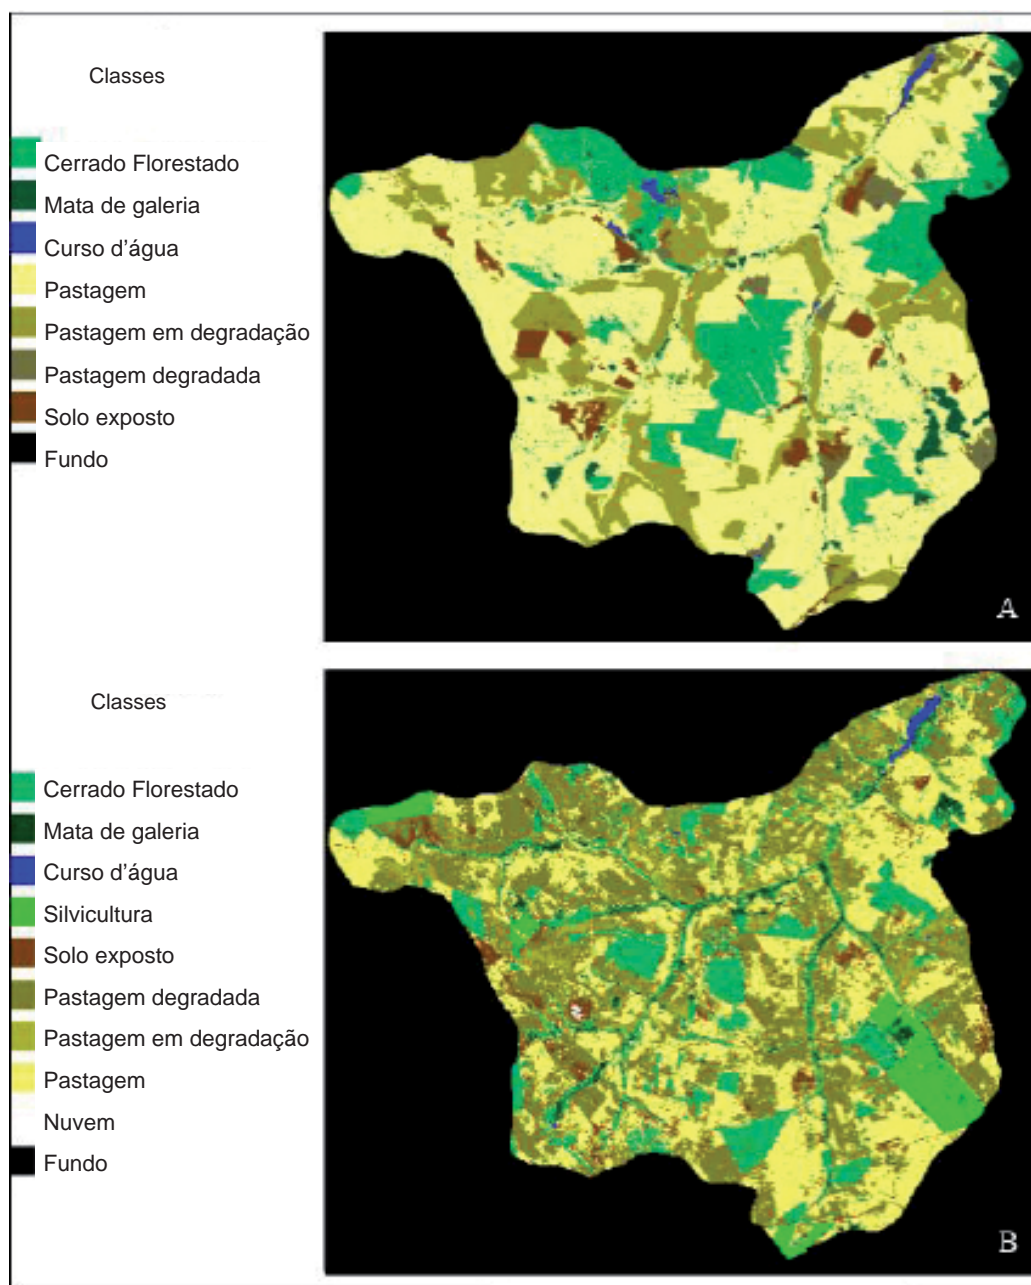 Classes
Cerrado Florestado
Mata de galeria
Curso d'água
Pastagem
Pastagem em degradação
Pastagem degradada
Solo exposto
Fundo
A
Classes
Cerrado Florestado
Mata de galeria
Curso d'água
Silvicultura
Solo exposto
Pastagem degradada
Pastagem em degradação
Pastagem
Nuvem
Fundo
B